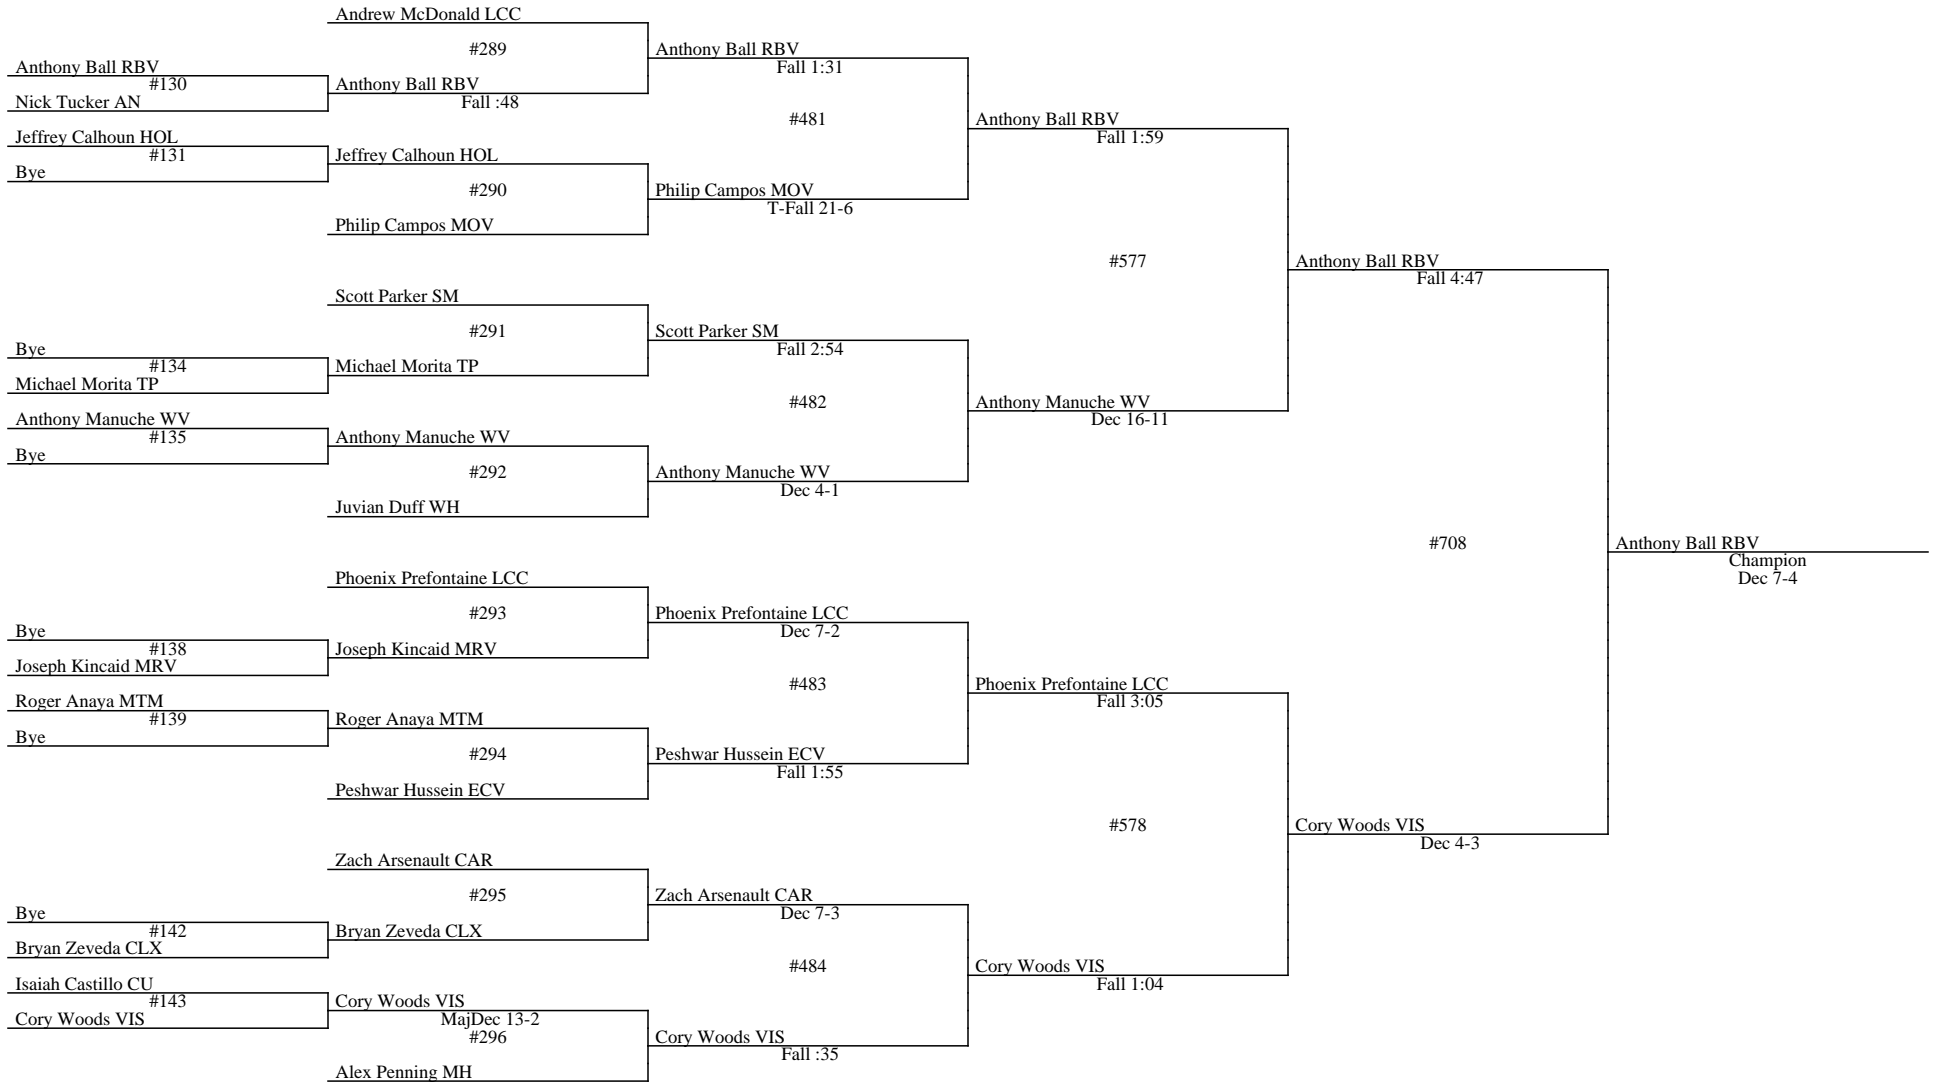 Andrew McDonald LCC
#289
Anthony Ball RBV
Anthony Ball RBV
Fall 1:31
#130
Anthony Ball RBV
Nick Tucker AN
Fall :48
#481
Anthony Ball RBV
Jeffrey Calhoun HOL
Fall 1:59
#131
Jeffrey Calhoun HOL
Bye
#290
Philip Campos MOV
T-Fall 21-6
Philip Campos MOV
#577
Anthony Ball RBV
Fall 4:47
Scott Parker SM
#291
Scott Parker SM
Bye
Fall 2:54
#134
Michael Morita TP
Michael Morita TP
#482
Anthony Manuche WV
Anthony Manuche WV
Dec 16-11
#135
Anthony Manuche WV
Bye
#292
Anthony Manuche WV
Dec 4-1
Juvian Duff WH
#708
Anthony Ball RBV
Champion
Dec 7-4
Phoenix Prefontaine LCC
#293
Phoenix Prefontaine LCC
Bye
Dec 7-2
#138
Joseph Kincaid MRV
Joseph Kincaid MRV
#483
Phoenix Prefontaine LCC
Roger Anaya MTM
Fall 3:05
#139
Roger Anaya MTM
Bye
#294
Peshwar Hussein ECV
Fall 1:55
Peshwar Hussein ECV
#578
Cory Woods VIS
Dec 4-3
Zach Arsenault CAR
#295
Zach Arsenault CAR
Bye
Dec 7-3
#142
Bryan Zeveda CLX
Bryan Zeveda CLX
#484
Cory Woods VIS
Isaiah Castillo CU
Fall 1:04
#143
Cory Woods VIS
Cory Woods VIS
MajDec 13-2
#296
Cory Woods VIS
Fall :35
Alex Penning MH